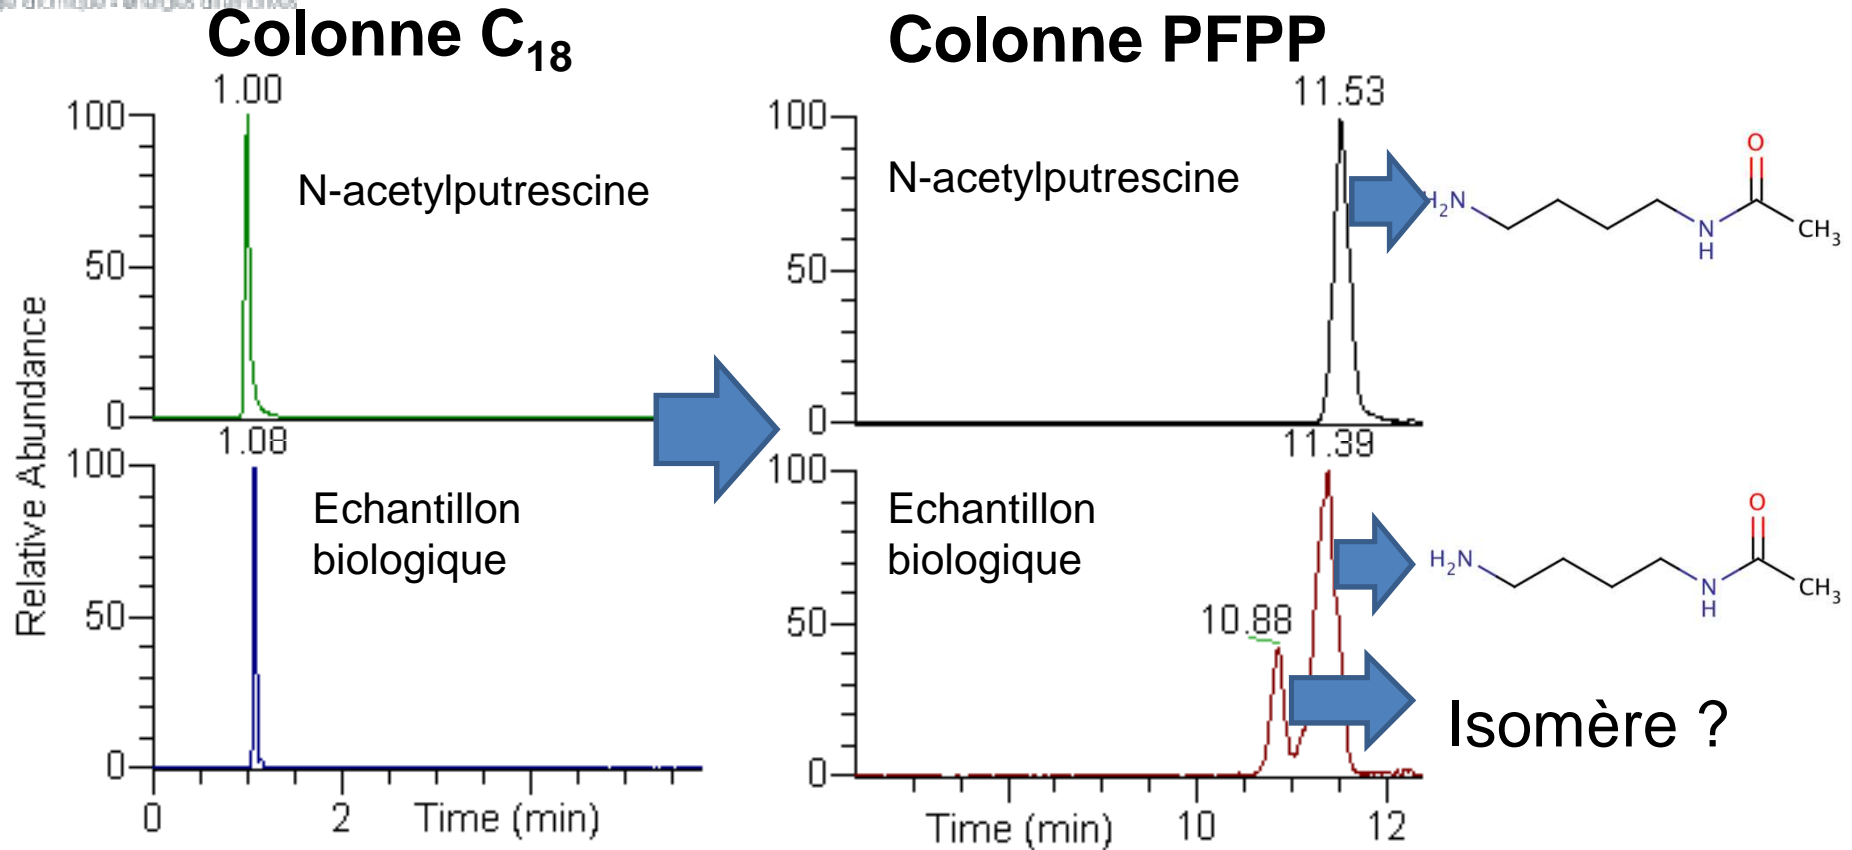 Colonne C18
Colonne PFPP
1.00
100
50
0
N-acetylputrescine
1.08
100
50
0
Echantillon
biologique
Relative Abundance
0
2
Time (min)
11.53
100
50
0
N-acetylputrescine
H2N
N
H
O
CH3
11.39
100
50
0
Echantillon
biologique
10.88
H2N
N
H
O
CH3
Isomère ?
Time (min)
10
12